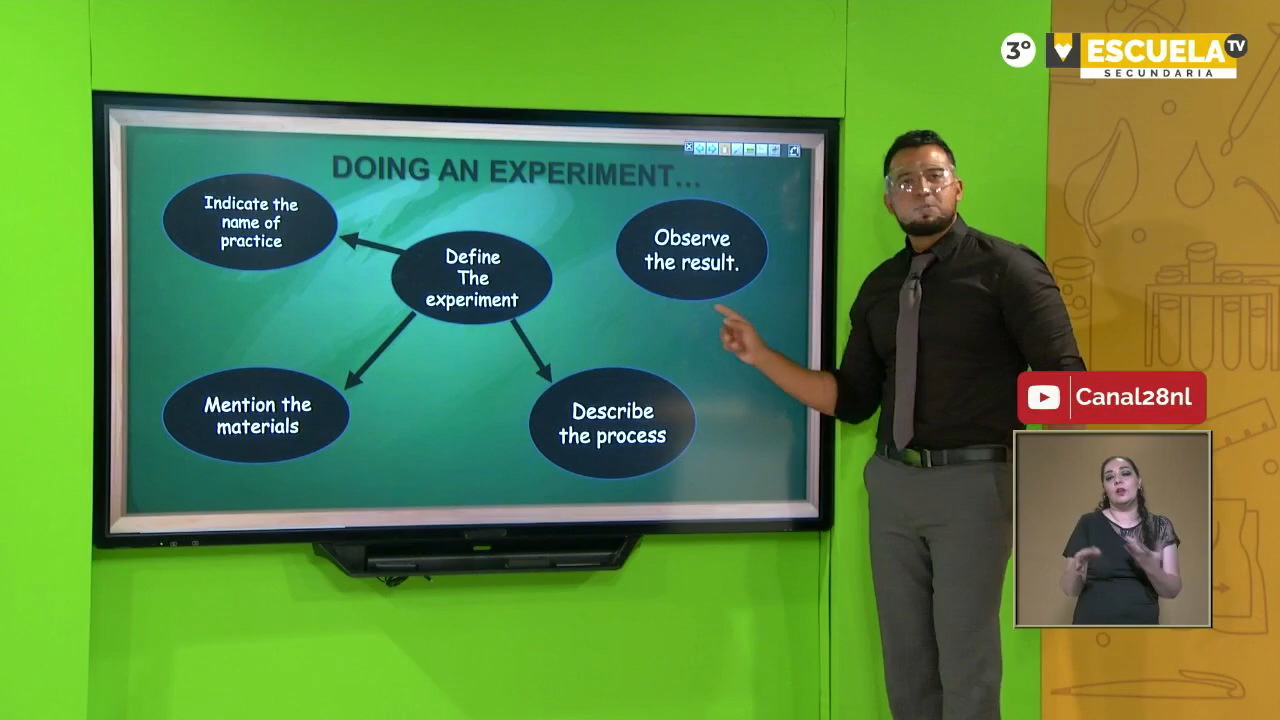 3°
ESCUELA TV
SECUNDARIA
DOING AN EXPERIMENT...
Indicate the
name of
practice
Define
The
experiment
Observe
the result.
Mention the
materials
Describe
the process
Canal28nl